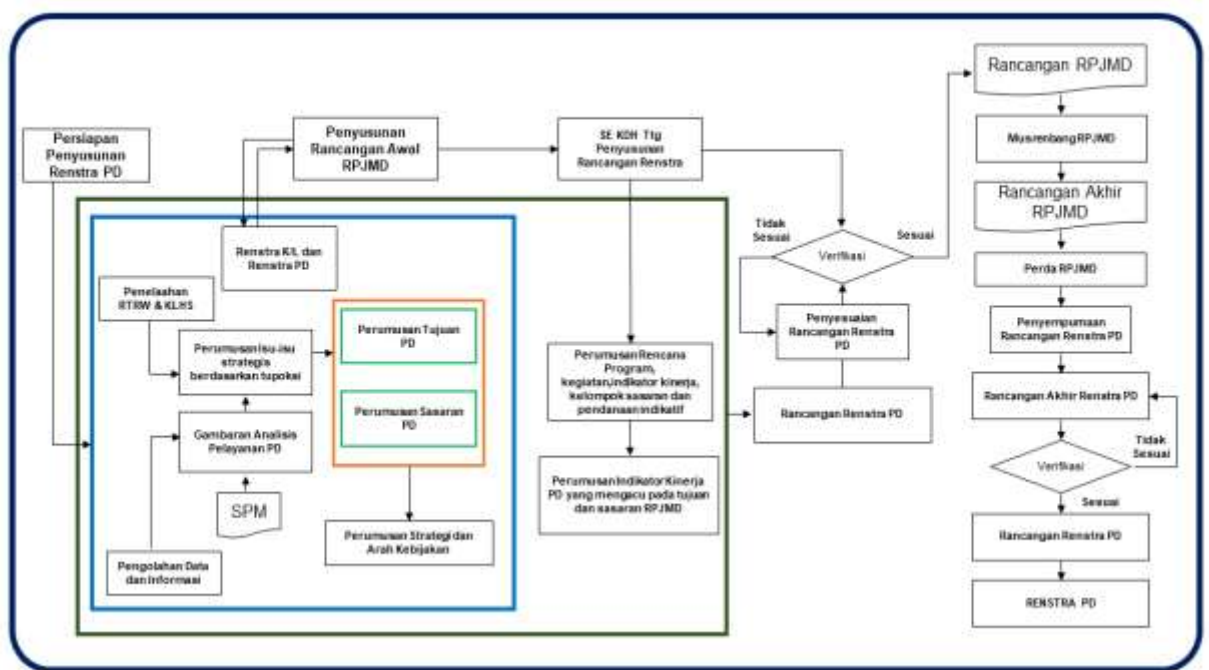 Persiapan
Penyusunan
Renstra PD
Penyusunan
Rancangan Awal
RPJMD
SE KDH Ttg
Penyusunan
Rancangan Renstra
Renstra K/L dan
Renstra PD
Penelaahan
RTRW & KLHS
Perumusan Isu-isu
strategis
berdasarkan tupoksi
Gambaran Analisis
Pelayanan PD
SPM
Pengolahan Data
dan Informasi
Perumusan Tujuan
PD
Perumusan Sasaran
PD
Perumusan Strategi dan
Arah Kebijakan
Perumusan Rencana
Program,
kegiatan,indikator kinerja,
kelompok sasaran dan
pendanaan indikatif
Perumusan Indikator Kinerja
PD yang mengacu pada tujuan
dan sasaran RPJMD
Tidak
Sesuai
Verifikasi
Sesuai
Penyesuaian
Rancangan Renstra
PD
Rancangan Renstra PD
Rancangan RPJMD
Musrenbang RPJMD
Rancangan Akhir
RPJMD
Perda RPJMD
Penyempurnaan
Rancangan Renstra PD
Rancangan Akhir Renstra PD
Tidak
Sesuai
Verifikasi
Sesuai
Rancangan Renstra PD
RENSTRA PD